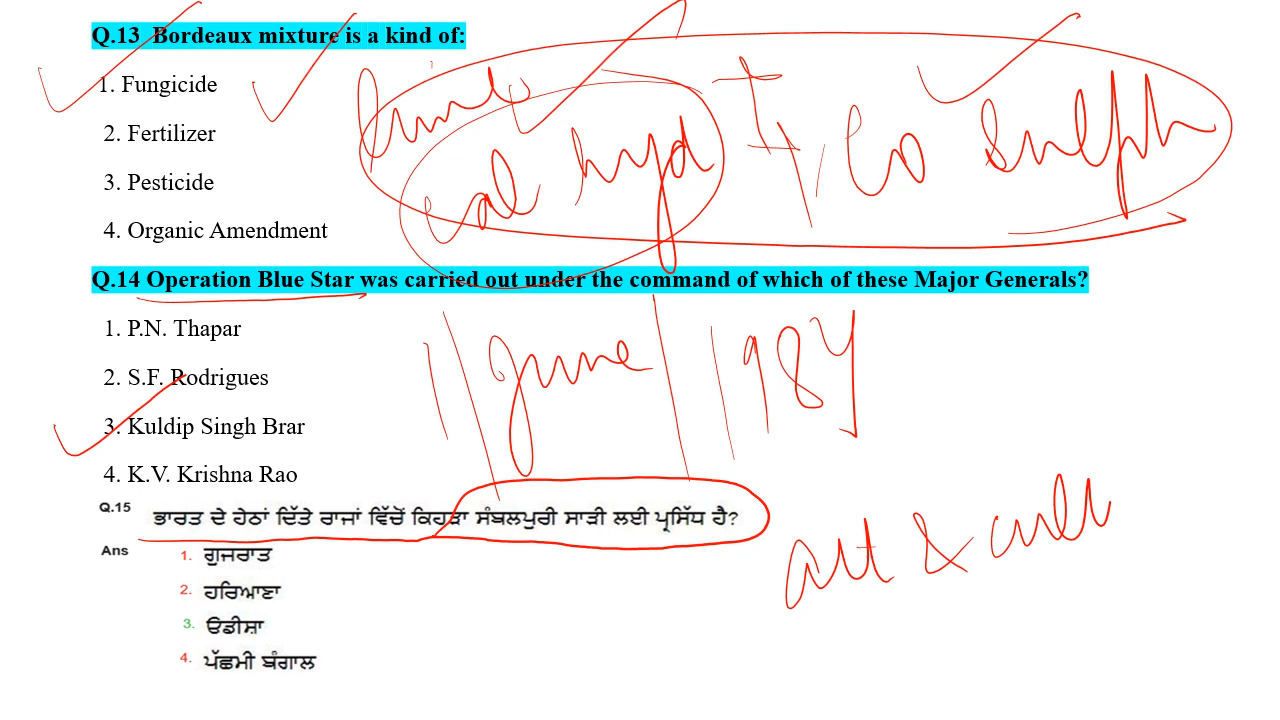 Q.13 Bordeaux mixture is a kind of:
1. Fungicide
2. Fertilizer
3. Pesticide
4. Organic Amendment
Q.14 Operation Blue Star was carried out under the command of which of these Major Generals?
1. P.N. Thapar
2. S.F. Rodrigues
3. Kuldip Singh Brar
4. K.V. Krishna Rao
June 1984
Q.15 ਭਾਰਤ ਦੇ ਹੇਠਾਂ ਦਿੱਤੇ ਰਾਜਾਂ ਵਿੱਚੋਂ ਕਿਹੜਾ ਸੰਬਲਪੁਰੀ ਸਾੜੀ ਲਈ ਪ੍ਰਸਿੱਧ ਹੈ?
Ans 1. ਗੁਜਰਾਤ
2. ਹਰਿਆਣਾ
3. ਓਡੀਸ਼ਾ
4. ਪੱਛਮੀ ਬੰਗਾਲ
art &